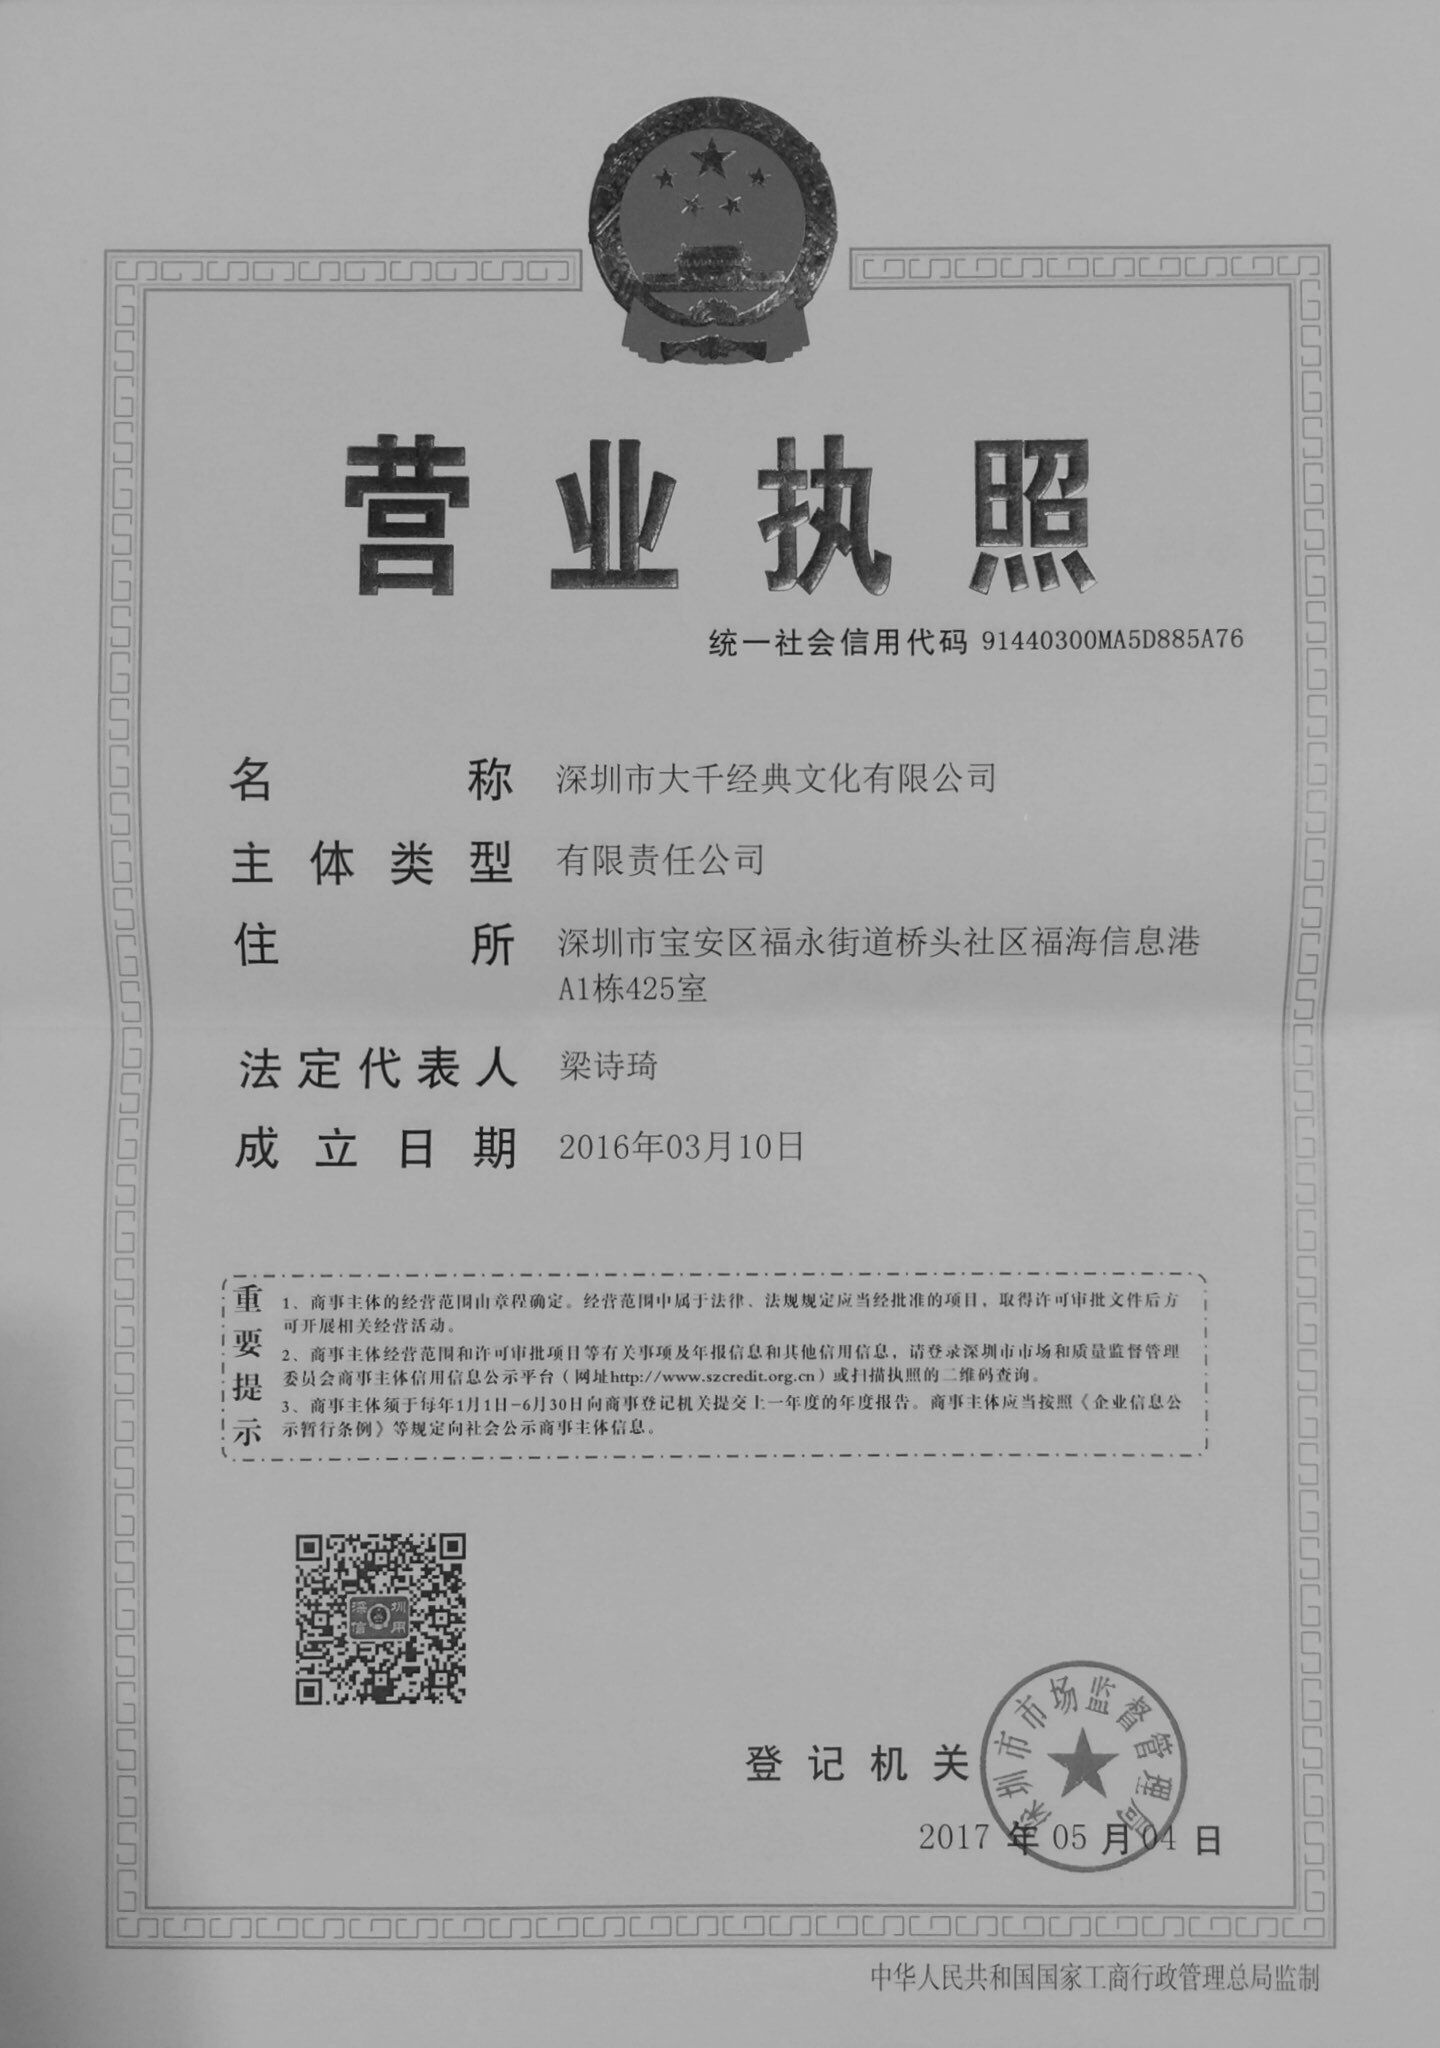 营业执照
统一社会信用代码 91440300MA5D885A76
名称 深圳市大千经典文化有限公司
主体类型 有限责任公司
住所 深圳市宝安区福永街道桥头社区福海信息港
A1栋425室
法定代表人 梁诗琦
成立日期 2016年03月10日
重要提示
1、商事主体的经营范围由章程确定。经营范围中属于法律、法规规定应当经批准的项目，取得许可审批文件后方
可开展相关经营活动。
2、商事主体经营范围和许可审批项目等有关事项及年报信息和其他信用信息，请登录深圳市市场和质量监督管理
委员会商事主体信用信息公示平台（网址http://www.szcredit.org.cn）或扫描执照的二维码查询。
3、商事主体须于每年1月1日-6月30日向商事登记机关提交上一年度的年度报告。商事主体应当按照《企业信息公
示暂行条例》等规定向社会公示商事主体信息。
深圳
信用
登记机关
深圳市市场监督管理局
2017 年 05 月 04 日
中华人民共和国国家工商行政管理总局监制